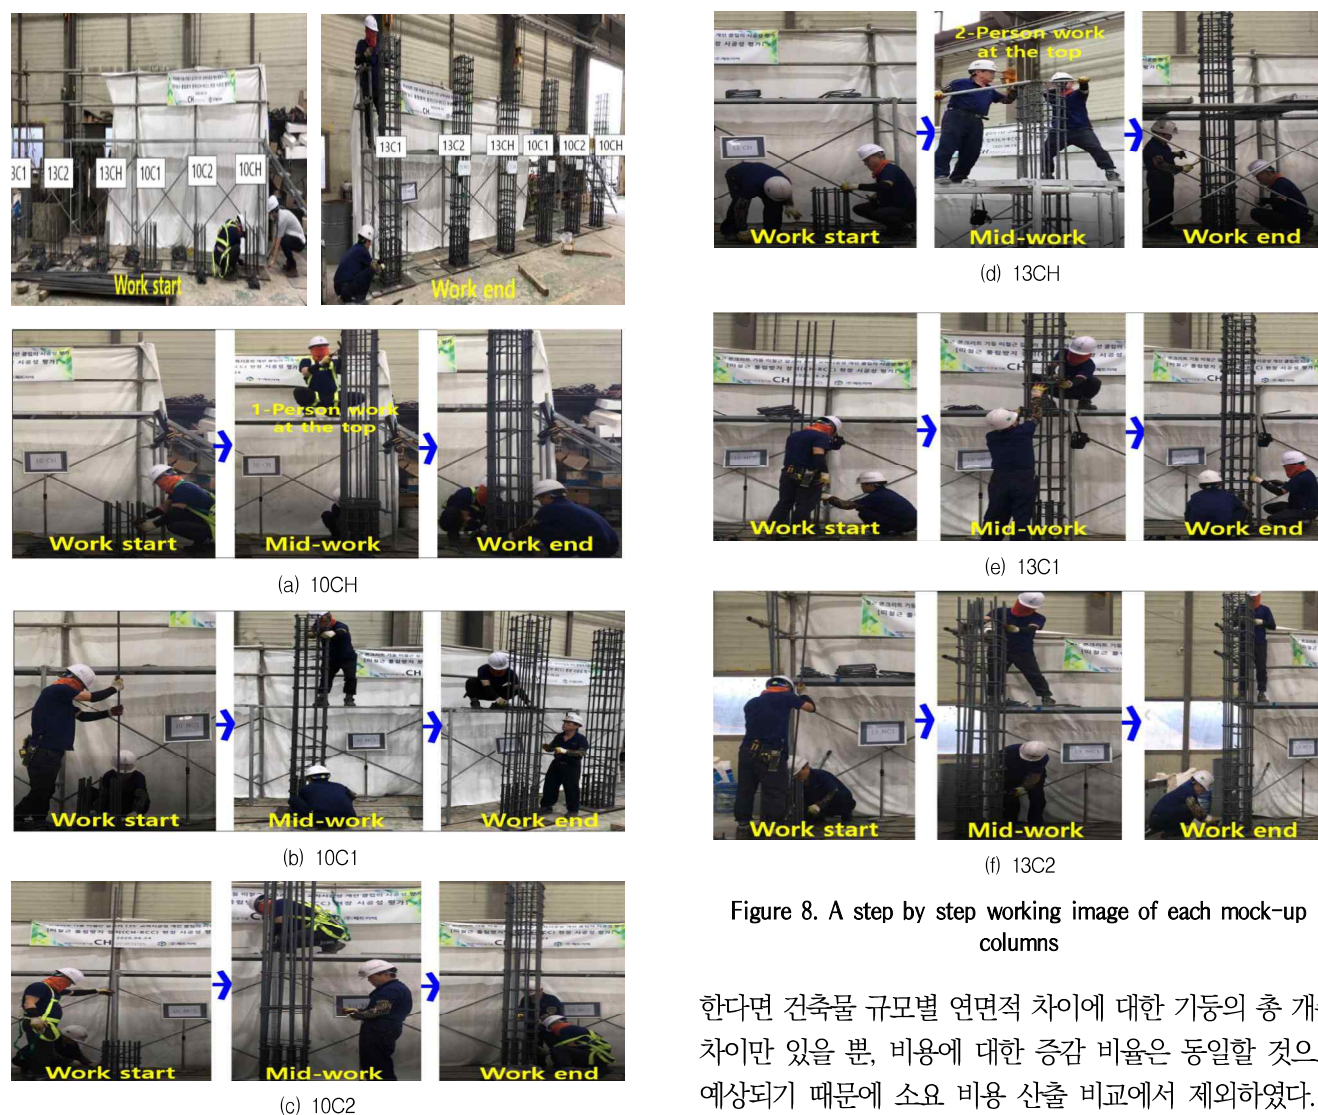 13C2
13CH
10C1
10C2
10CH
Work start
13C1
13C2
13CH
10C1
10C2
10CH
Work end
1-Person work
at the top
Work start
Mid-work
Work end
(a) 10CH
Work start
Mid-work
Work end
(b) 10C1
Work start
Mid-work
Work end
(c) 10C2
2-Person work
at the top
Work start
Mid-work
Work end
(d) 13CH
Work start
Mid-work
Work end
(e) 13C1
Work start
Mid-work
Work end
(f) 13C2
Figure 8. A step by step working image of each mock-up
columns
한다면 건축물 규모별 연면적 차이에 대한 기둥의 총 개
차이만 있을 뿐, 비용에 대한 증감 비율은 동일할 것으
예상되기 때문에 소요 비용 산출 비교에서 제외하였다.